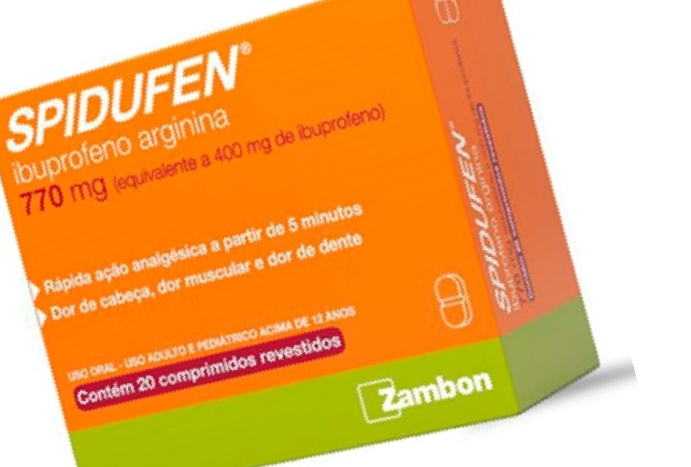 SPIDUFEN®
ibuprofeno arginina
770 mg (equivalente a 400 mg de ibuprofeno)
Rápida ação analgésica a partir de 5 minutos
Dor de cabeça, dor muscular e dor de dente
USO ORAL - USO ADULTO E PEDIÁTRICO ACIMA DE 12 ANOS
Contém 20 comprimidos revestidos
Zambon
SPIDUFEN®